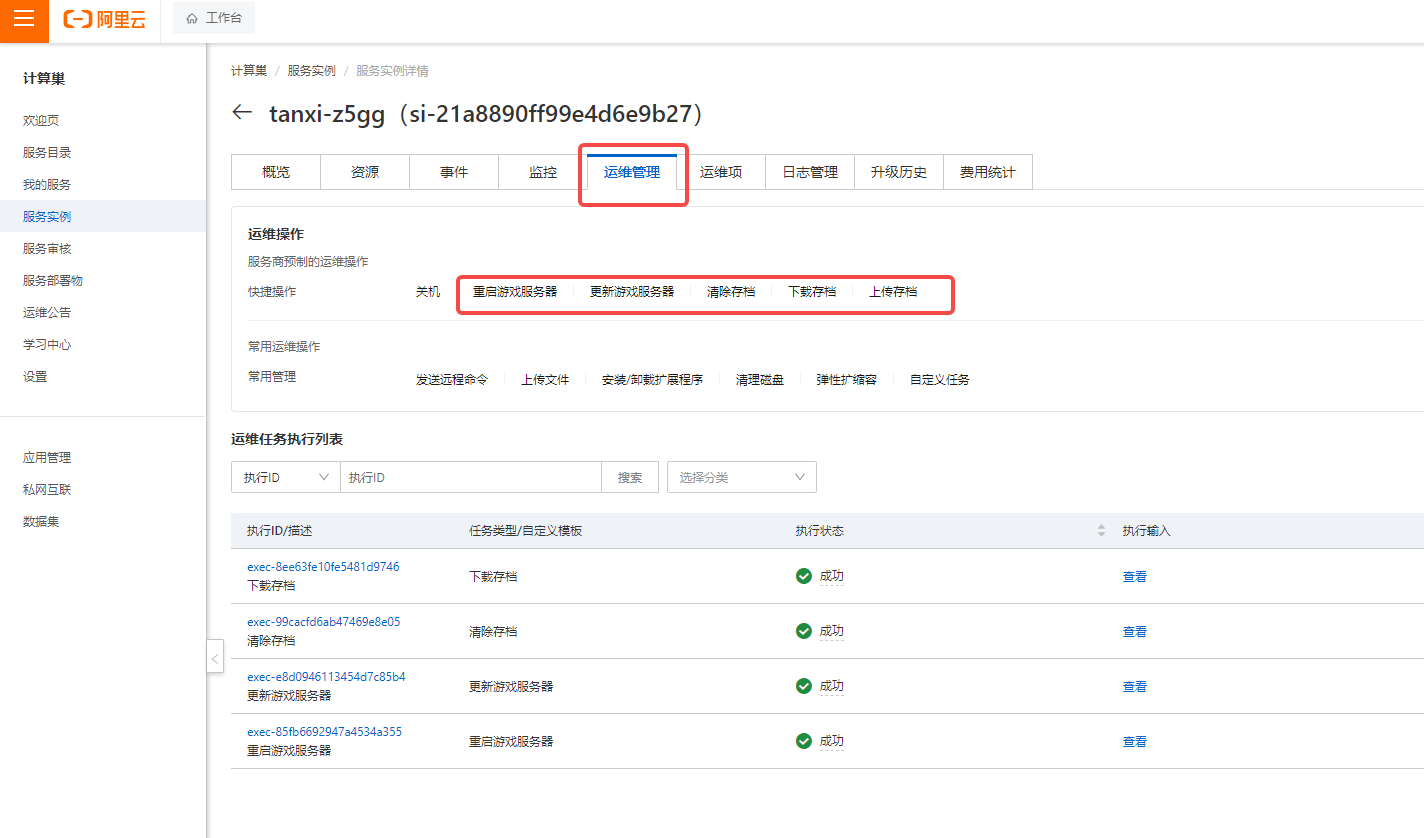 阿里云 工作台
计算巢
欢迎页
服务目录
我的服务
服务实例
服务审核
服务部署物
运维公告
学习中心
设置
应用管理
私网互联
数据集
计算巢 / 服务实例 / 服务实例详情
tanxi-z5gg（si-21a8890ff99e4d6e9b27）
概览 资源 事件 监控 运维管理 运维项 日志管理 升级历史 费用统计
运维操作
服务商预制的运维操作
快捷操作 关机 重启游戏服务器 更新游戏服务器 清除存档 下载存档 上传存档
常用运维操作
常用管理 发送远程命令 上传文件 安装/卸载扩展程序 清理磁盘 弹性扩缩容 自定义任务
运维任务执行列表
执行ID 执行ID 搜索 选择分类
执行ID/描述 任务类型/自定义模板 执行状态 执行输入
exec-8ee63fe10fe5481d9746
下载存档 下载存档 成功 查看
exec-99cacfd6ab47469e8e05
清除存档 清除存档 成功 查看
exec-e8d0946113454d7c85b4
更新游戏服务器 更新游戏服务器 成功 查看
exec-85fb6692947a4534a355
重启游戏服务器 重启游戏服务器 成功 查看